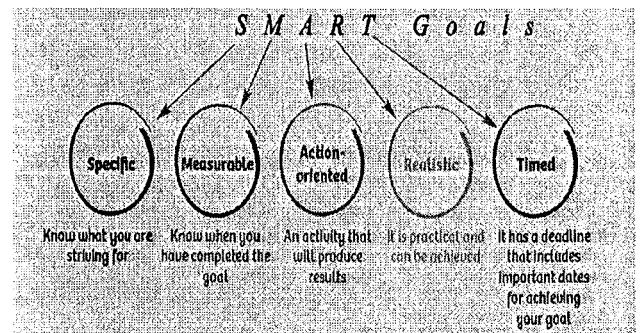 SMART Goals
Specific
Measurable
Action-
oriented
Realistic
Timed
Know what you are
striving for
Know when you
have completed the
goal
An activity that
will produce
results
It is practical and
can be achieved
It has a deadline
that includes
important dates
for achieving
your goal